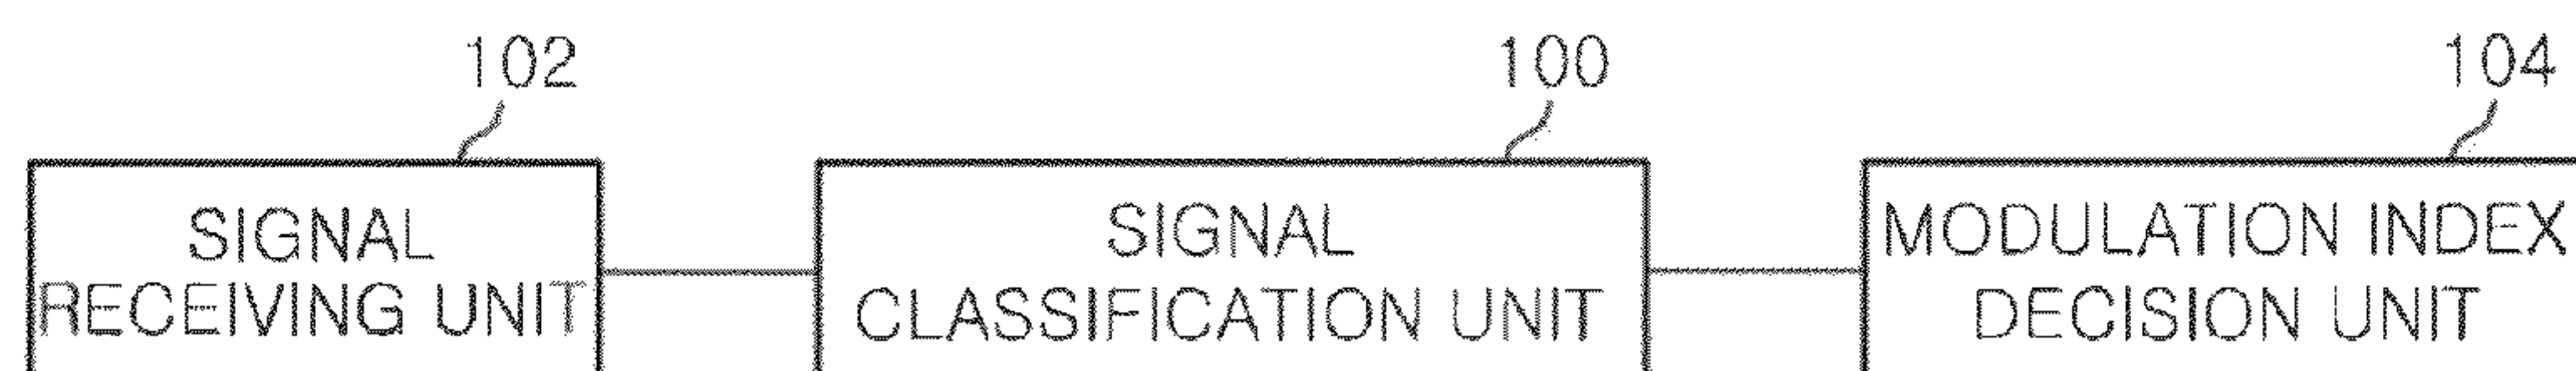 102
100
104
SIGNAL
RECEIVING UNIT
SIGNAL
CLASSIFICATION UNIT
MODULATION INDEX
DECISION UNIT